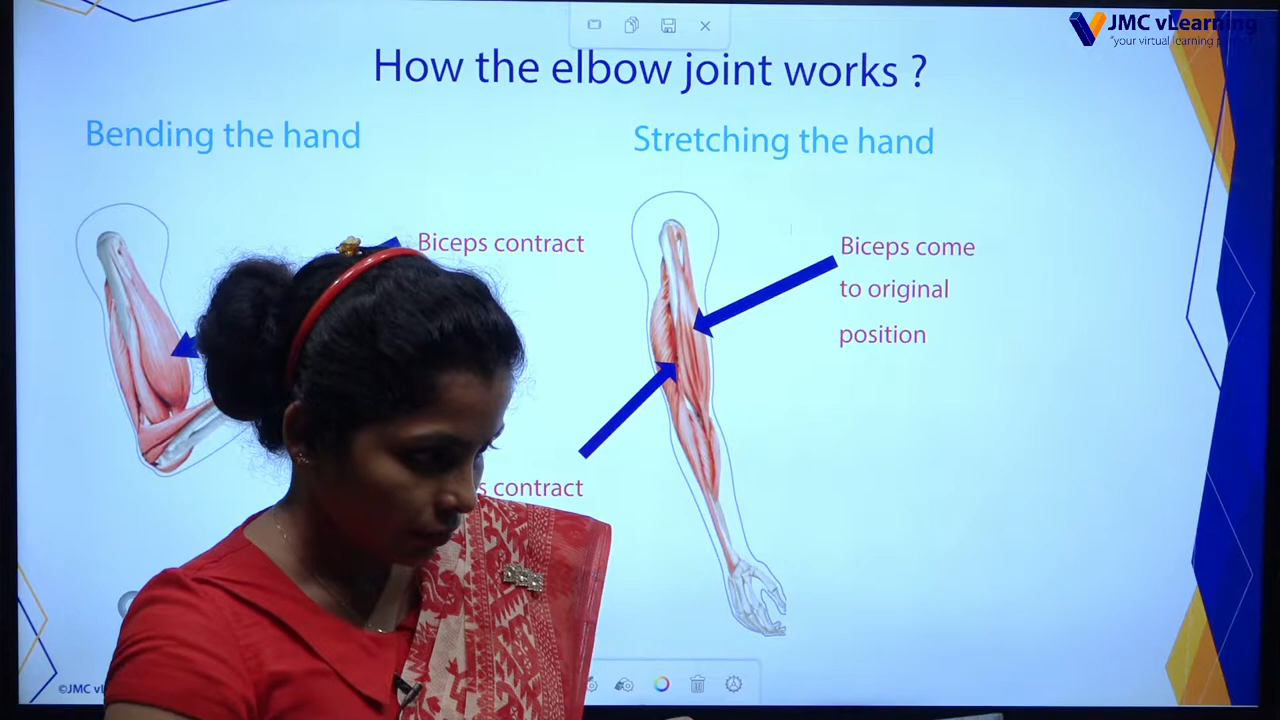 JMC vLearning
"your virtual learning
How the elbow joint works ?
Bending the hand
Stretching the hand
Biceps contract
Biceps come
to original
position
contract
©JMC